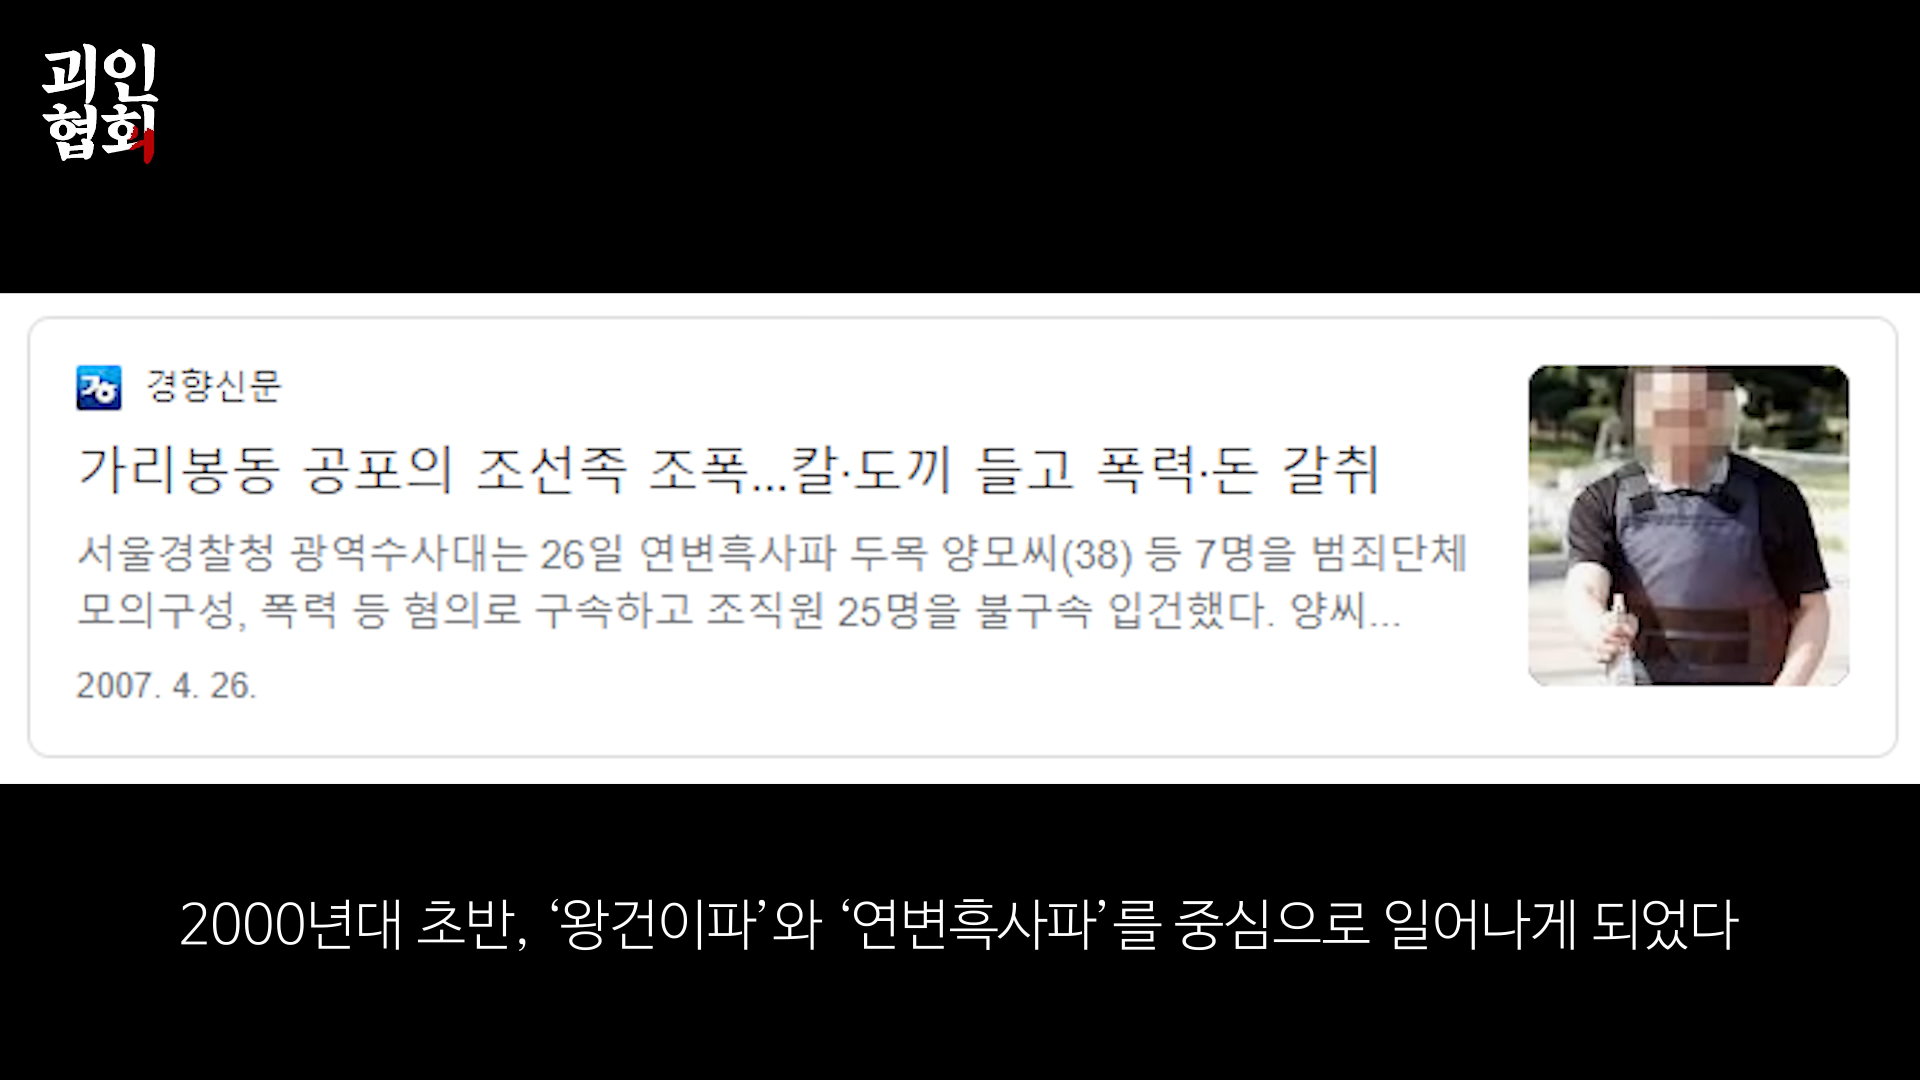 괴인
협회
경향신문
가리봉동 공포의 조선족 조폭...칼·도끼 들고 폭력·돈 갈취
서울경찰청 광역수사대는 26일 연변흑사파 두목 양모씨(38) 등 7명을 범죄단체
모의구성, 폭력 등 혐의로 구속하고 조직원 25명을 불구속 입건했다. 양씨...
2007. 4. 26.
2000년대 초반, ‘왕건이파’와 ‘연변흑사파’를 중심으로 일어나게 되었다